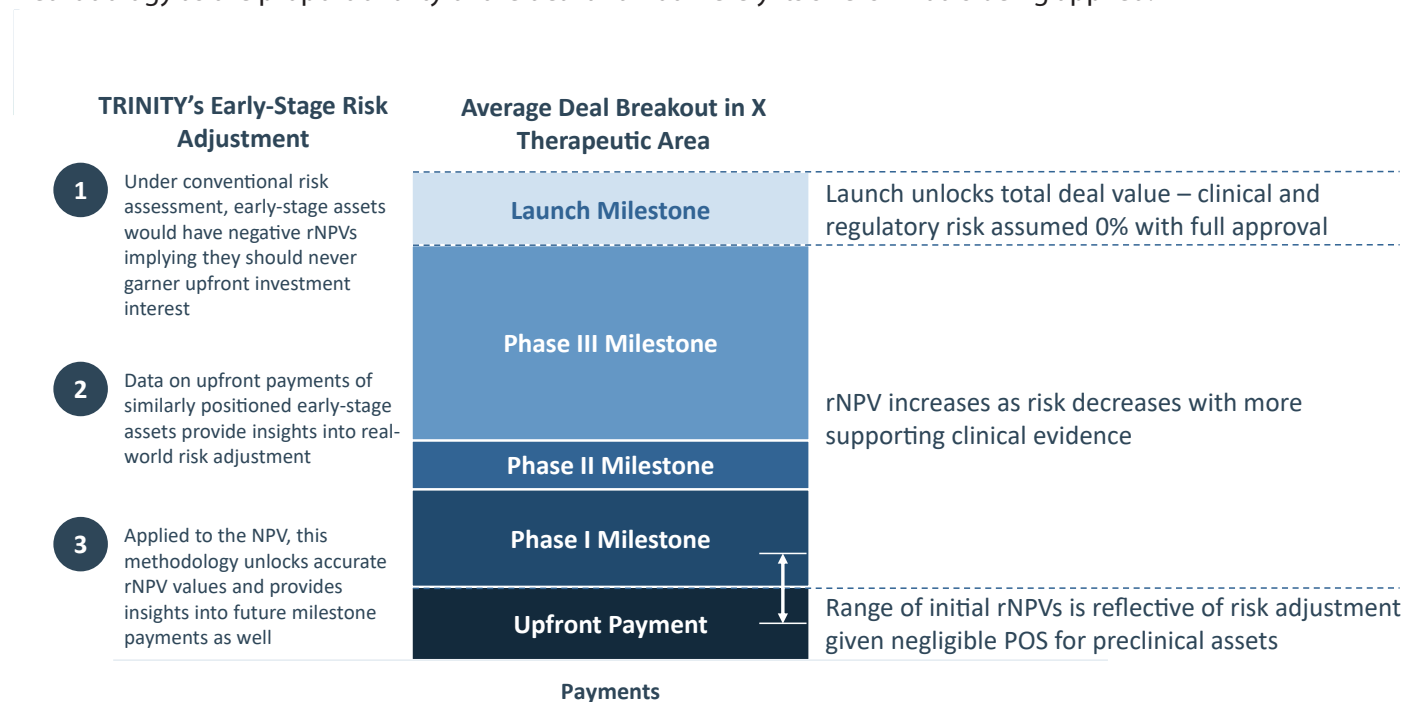 TRINITY's Early-Stage Risk
Adjustment
1
Under conventional risk
assessment, early-stage assets
would have negative rNPVs
implying they should never
garner upfront investment
interest
2
Data on upfront payments of
similarly positioned early-stage
assets provide insights into real-
world risk adjustment
3
Applied to the NPV, this
methodology unlocks accurate
rNPV values and provides
insights into future milestone
payments as well
Average Deal Breakout in X
Therapeutic Area
Launch Milestone
Phase III Milestone
Phase II Milestone
Phase I Milestone
Upfront Payment
Payments
Launch unlocks total deal value – clinical and
regulatory risk assumed 0% with full approval
rNPV increases as risk decreases with more
supporting clinical evidence
Range of initial rNPVs is reflective of risk adjustment
given negligible POS for preclinical assets